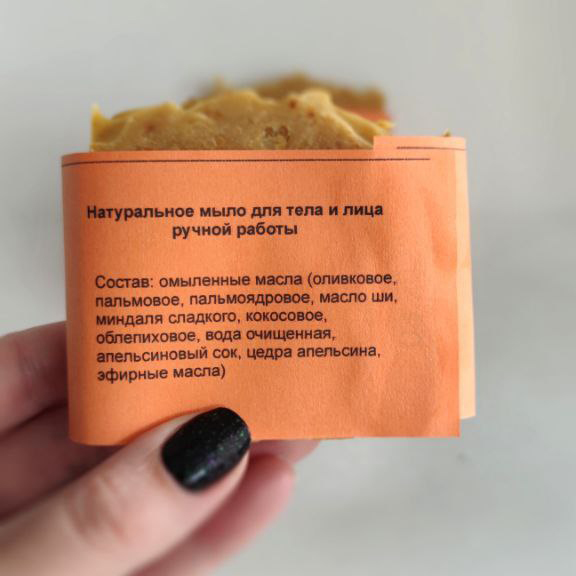 Натуральное мыло для тела и лица
ручной работы
Состав: омыленные масла (оливковое,
пальмовое, пальмоядровое, масло ши,
миндаля сладкого, кокосовое,
облепиховое, вода очищенная,
апельсиновый сок, цедра апельсина,
эфирные масла)